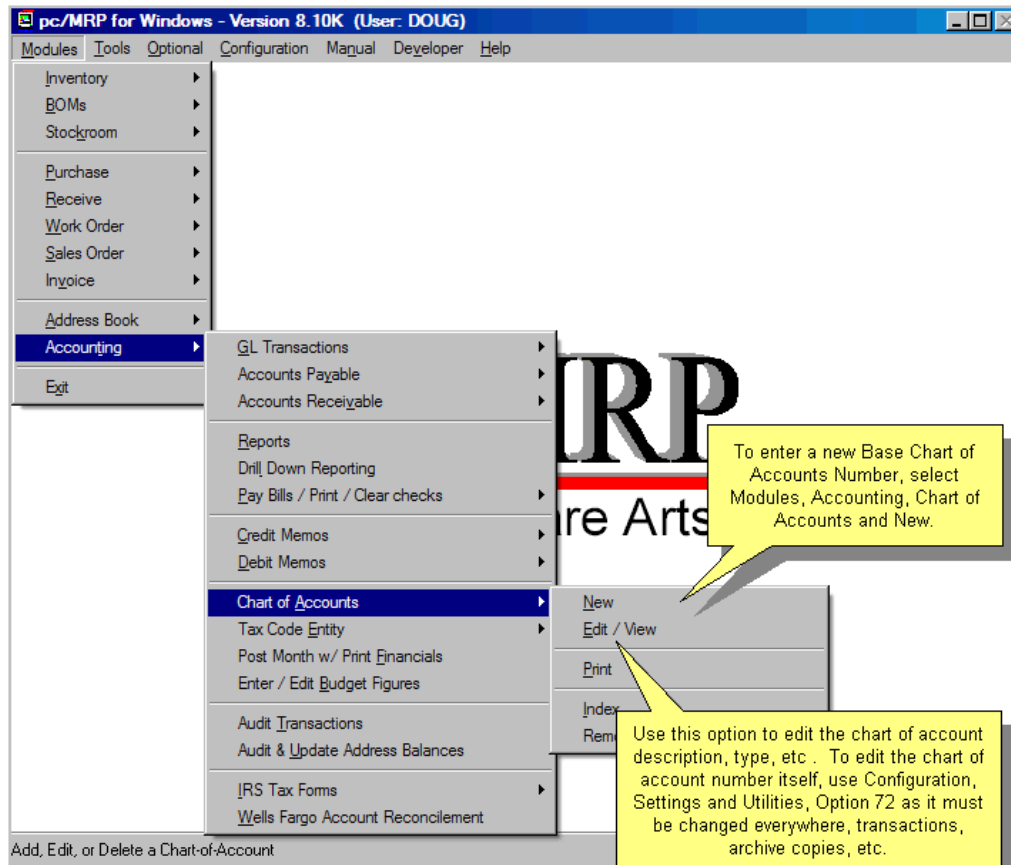 pc/MRP for Windows - Version 8.10K (User: DOUG)
Modules Tools Optional Configuration Manual Developer Help
Inventory
BOMs
Stockroom
Purchase
Receive
Work Order
Sales Order
Invoice
Address Book
Accounting
Exit
GL Transactions
Accounts Payable
Accounts Receivable
Reports
Drill Down Reporting
Pay Bills / Print / Clear checks
Credit Memos
Debit Memos
Chart of Accounts
Tax Code Entity
Post Month w/ Print Financials
Enter / Edit Budget Figures
Audit Transactions
Audit & Update Address Balances
IRS Tax Forms
Wells Fargo Account Reconcilement
MRP
are Arts
To enter a new Base Chart of
Accounts Number, select
Modules, Accounting, Chart of
Accounts and New.
New
Edit / View
Print
Index
Use this option to edit the chart of account
description, type, etc . To edit the chart of
account number itself, use Configuration,
Settings and Utilities, Option 72 as it must
be changed everywhere, transactions,
archive copies, etc.
Add, Edit, or Delete a Chart-of-Account